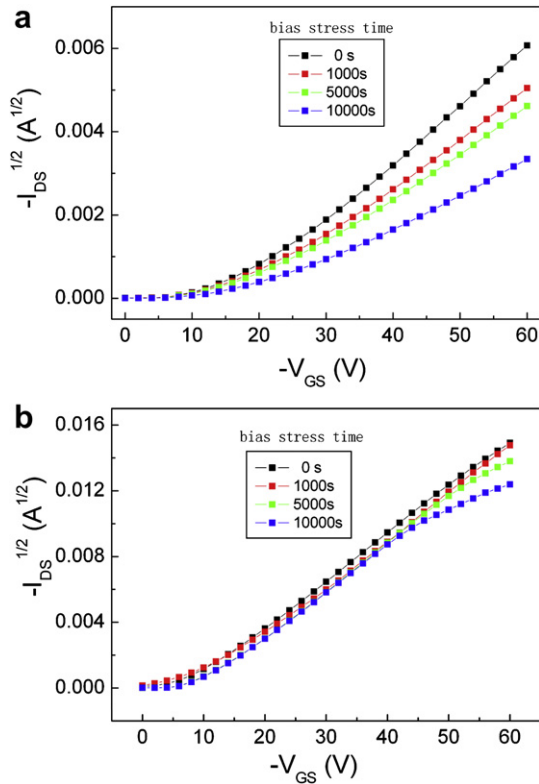 a
bias stress time
0 s
1000s
5000s
10000s
0.006
0.004
0.002
0.000
-I_DS^1/2 (A^1/2)
0 10 20 30 40 50 60
-V_GS (V)
b
bias stress time
0 s
1000s
5000s
10000s
0.016
0.012
0.008
0.004
0.000
-I_DS^1/2 (A^1/2)
0 10 20 30 40 50 60
-V_GS (V)